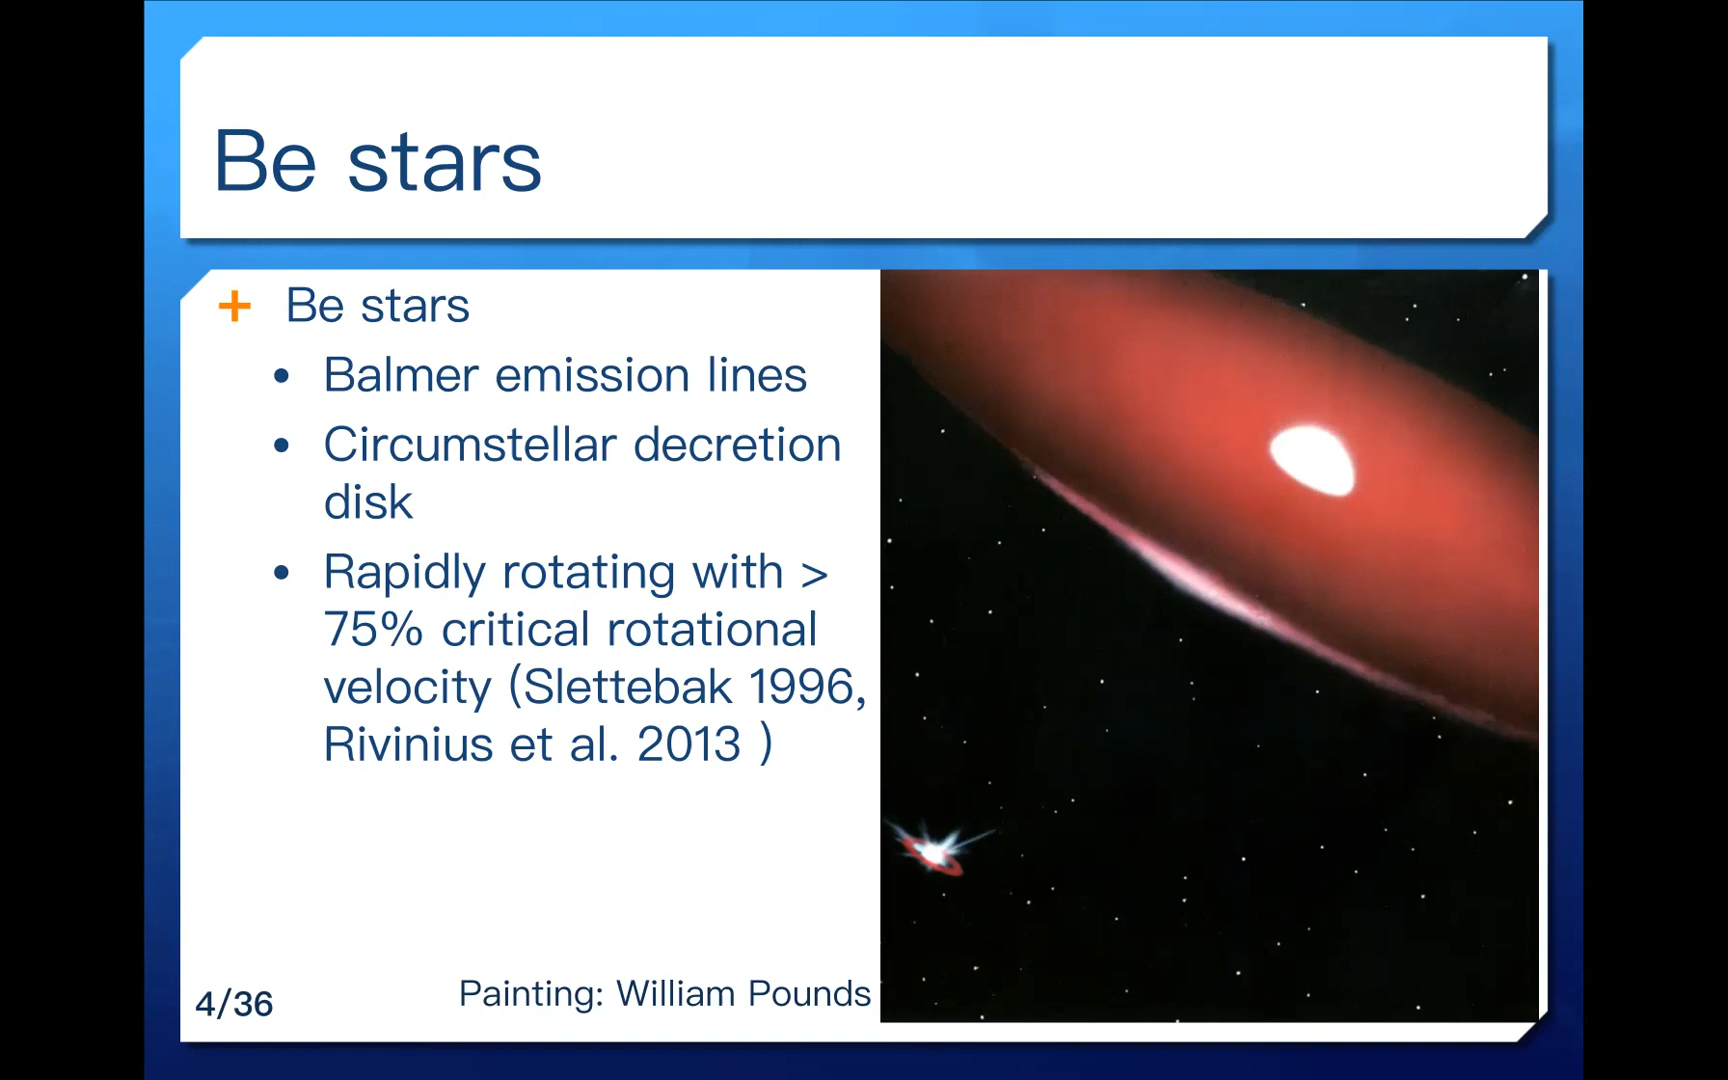 Be stars
+ Be stars
• Balmer emission lines
• Circumstellar decretion
disk
• Rapidly rotating with >
75% critical rotational
velocity (Slettebak 1996,
Rivinius et al. 2013 )
Painting: William Pounds
4/36